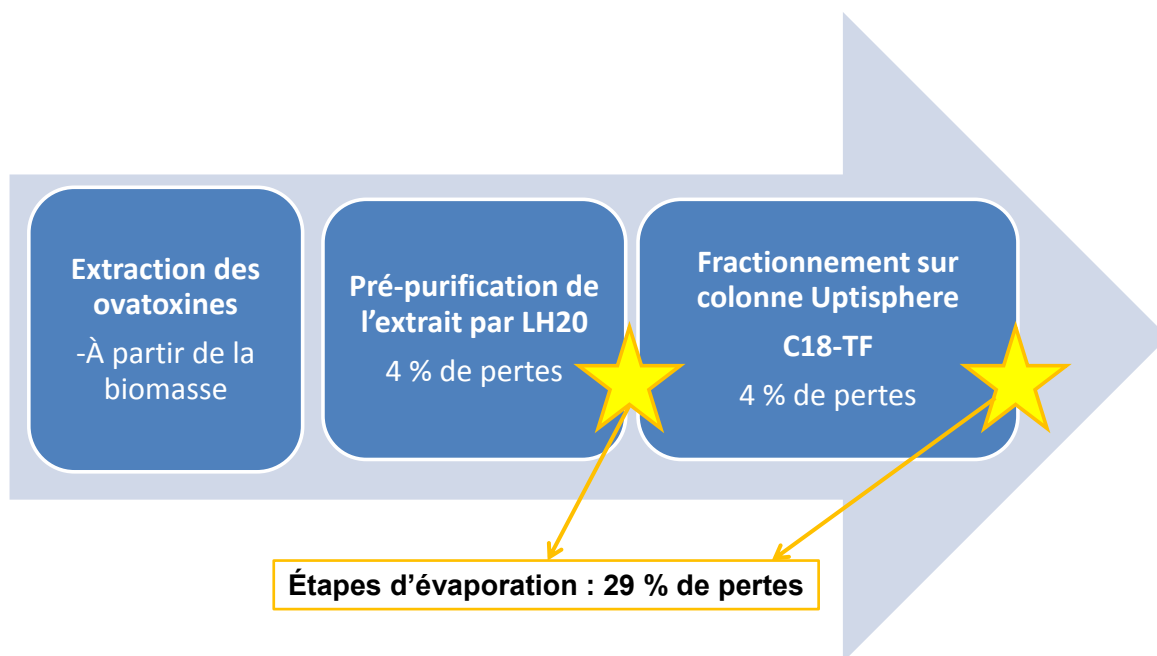 Extraction des
ovatoxines
-À partir de la
biomasse
Pré-purification de
l’extrait par LH20
4 % de pertes
Fractionnement sur
colonne Uptisphere
C18-TF
4 % de pertes
Étapes d’évaporation : 29 % de pertes